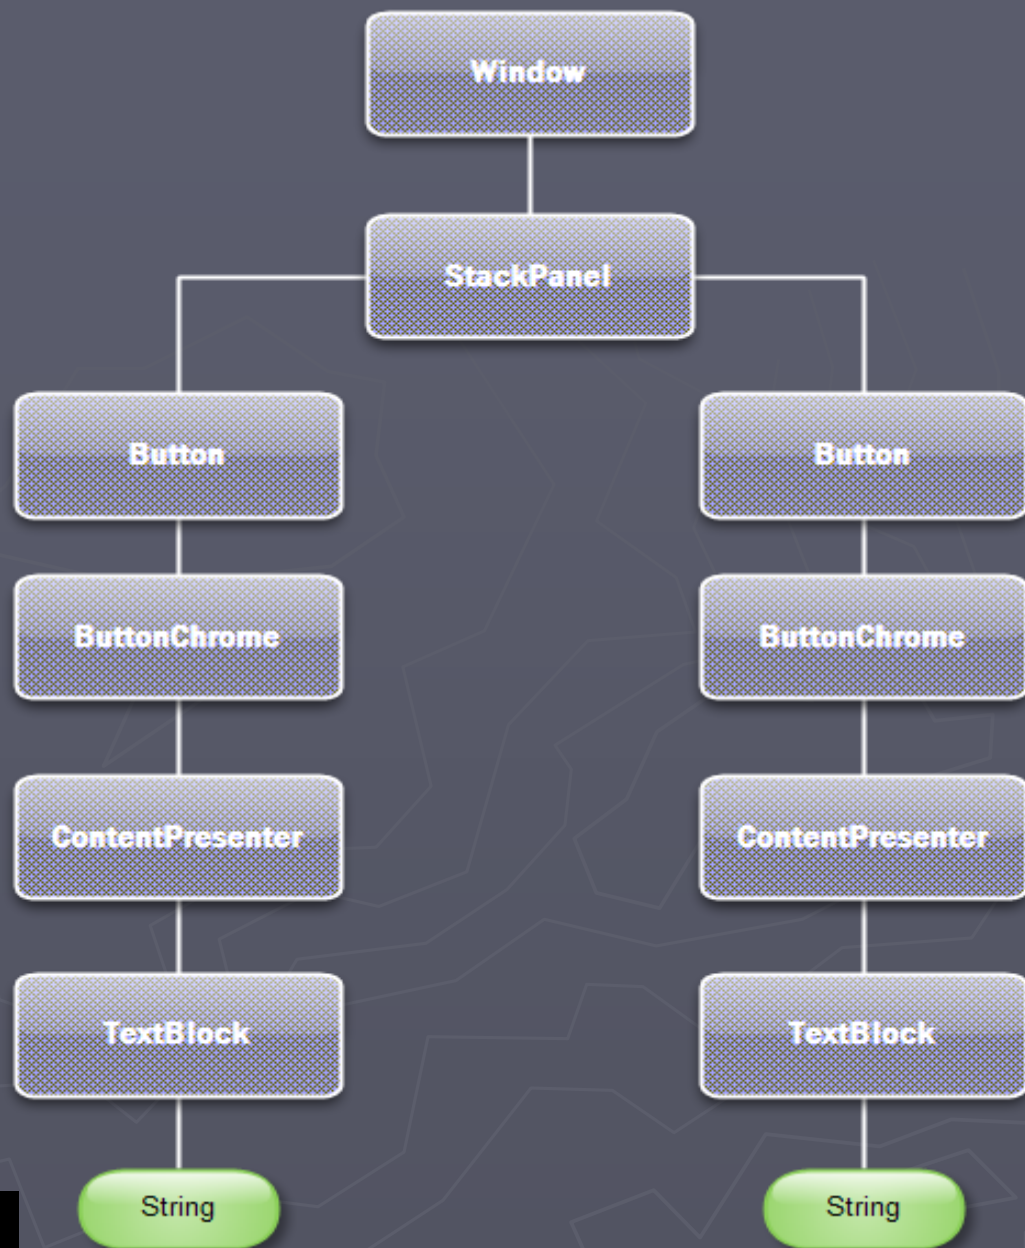 Window
StackPanel
Button
Button
ButtonChrome
ButtonChrome
ContentPresenter
ContentPresenter
TextBlock
TextBlock
String
String